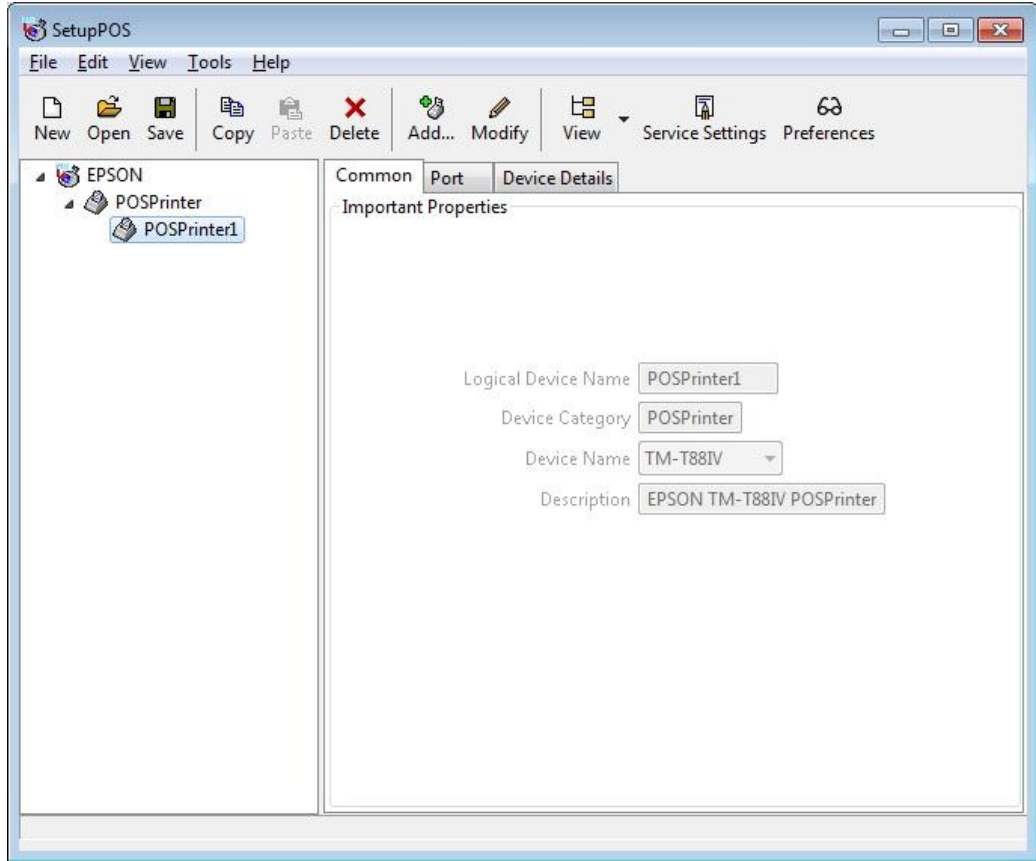 SetupPOS
File Edit View Tools Help
New Open Save Copy Paste Delete Add... Modify View Service Settings Preferences
EPSON
POSPrinter
POSPrinter1
Common Port Device Details
Important Properties
Logical Device Name POSPrinter1
Device Category POSPrinter
Device Name TM-T88IV
Description EPSON TM-T88IV POSPrinter